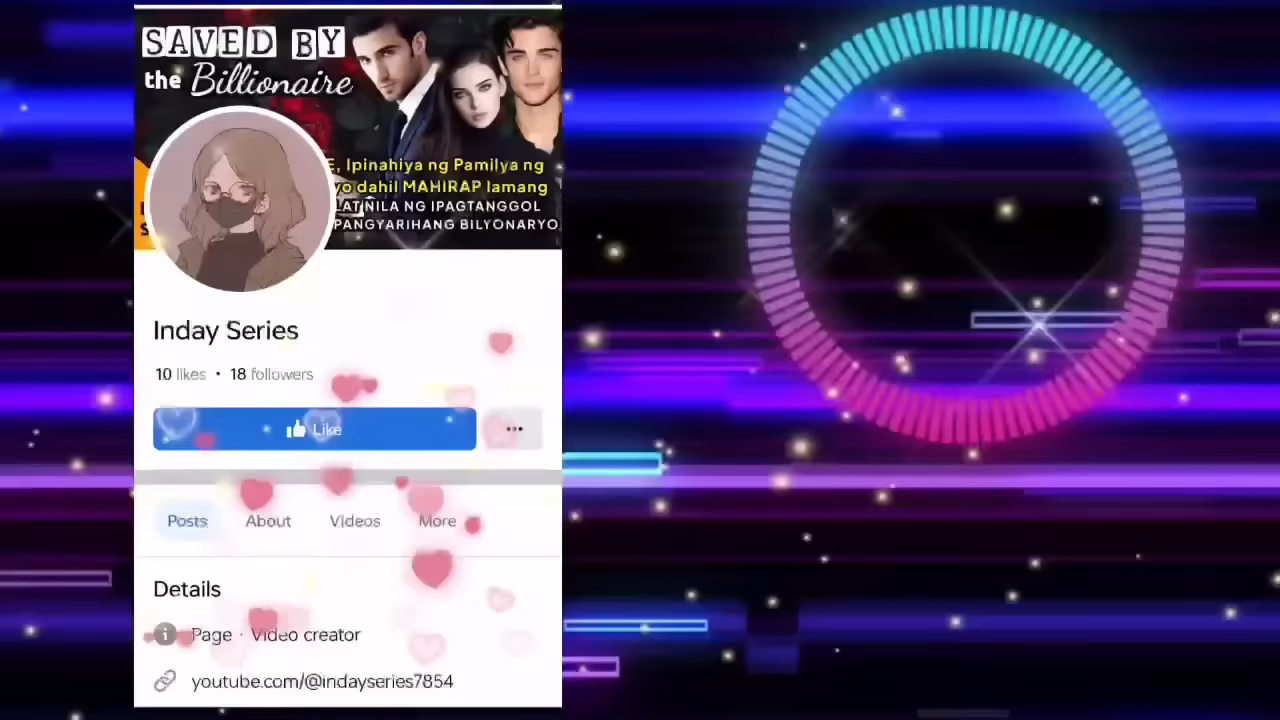 SAVED BY
the Billionaire
E, Ipinahiya ng Pamilya ng
yo dahil MAHIRAP lamang
LAT NILA NG IPAGTANGGOL
PANGYARIHANG BILYONARYO
Inday Series
10 likes • 18 followers
Like
Posts About Videos More
Details
Page · Video creator
youtube.com/@indayseries7854